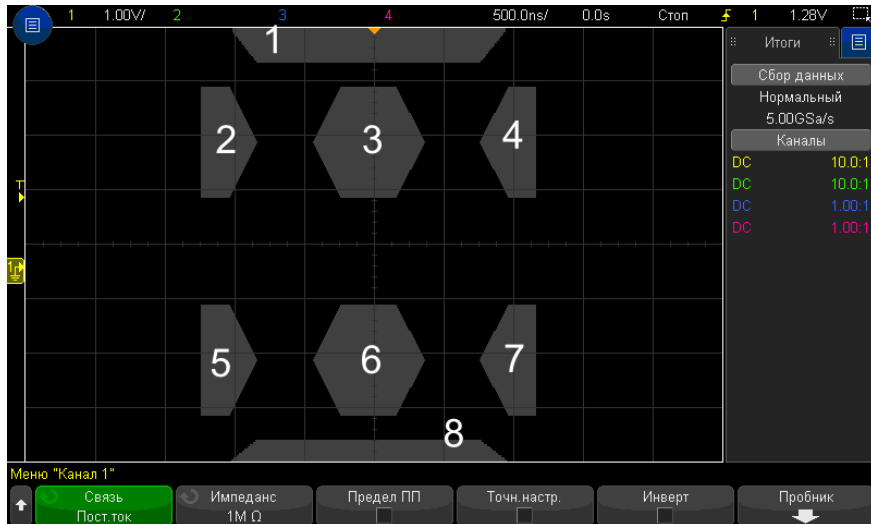 1 1.00V/ 2 3 4 500.0ns/ 0.0s Стоп 1 1.28V
Итоги
Сбор данных
Нормальный
5.00GSa/s
Каналы
DC 10.0:1
DC 10.0:1
DC 1.00:1
DC 1.00:1
1
2 3 4
T
1
5 6 7
8
Меню "Канал 1"
Связь Импеданс Предел ПП Точн.настр. Инверт Пробник
Пост.ток 1M Ω